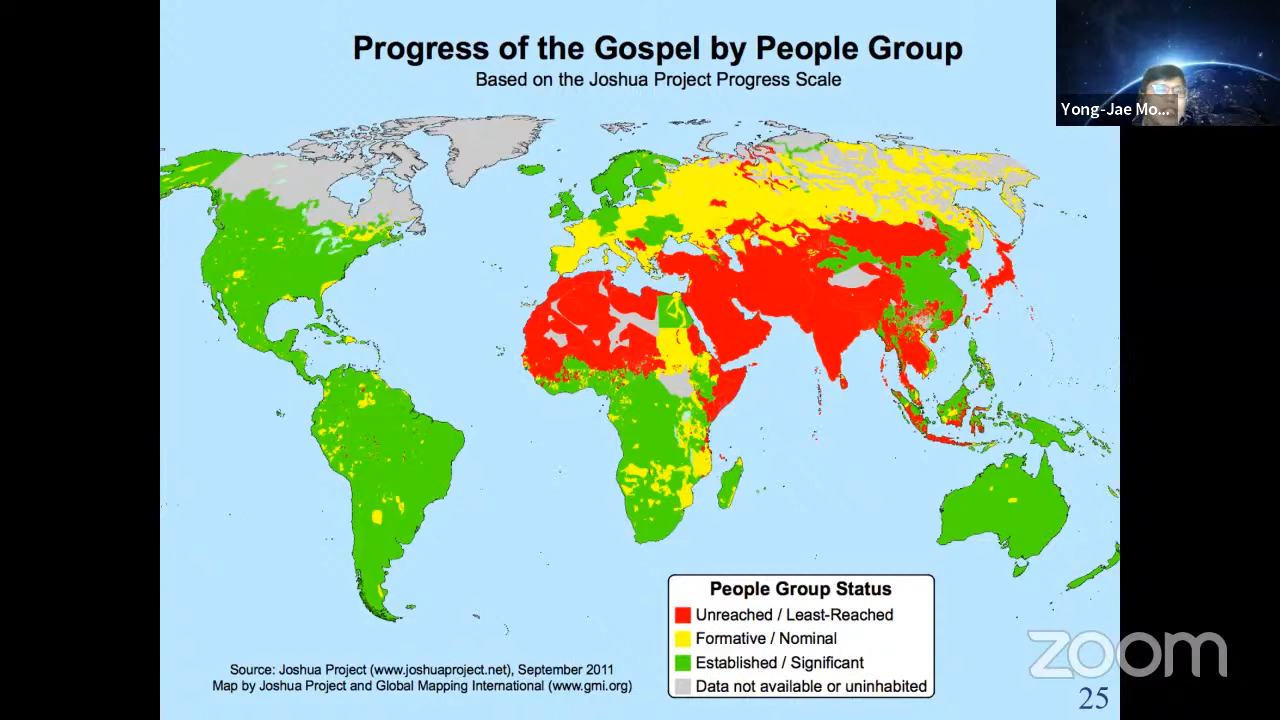 Progress of the Gospel by People Group
Based on the Joshua Project Progress Scale
Yong-Jae Mo...
People Group Status
Unreached / Least-Reached
Formative / Nominal
Established / Significant
Data not available or uninhabited
Source: Joshua Project (www.joshuaproject.net), September 2011
Map by Joshua Project and Global Mapping International (www.gmi.org)
zoom
25